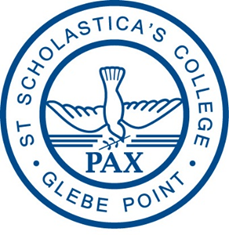 ST SCHOLASTICA'S COLLEGE
PAX
· GLEBE POINT ·